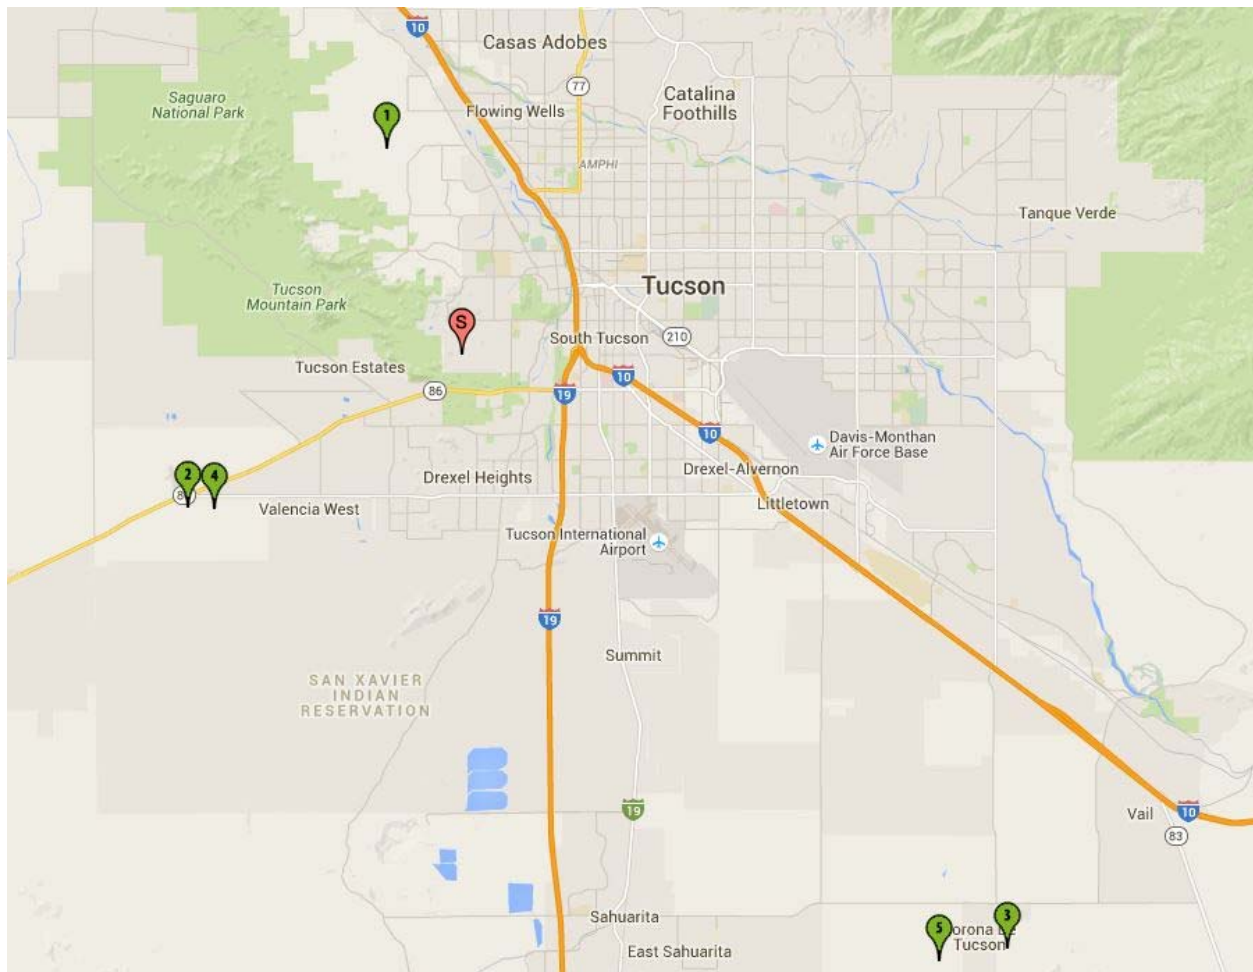 10
Casas Adobes
77
Catalina
Foothills
Saguaro
National Park
Flowing Wells
1
AMPHI
Tanque Verde
Tucson
Tucson
Mountain Park
S
South Tucson
210
Tucson Estates
10
86
19
10
Davis-Monthan
Air Force Base
Drexel Heights
Drexel-Alvernon
2
4
Valencia West
Littletown
Tucson International
Airport
19
Summit
SAN XAVIER
INDIAN
RESERVATION
19
Vail
10
83
Sahuarita
3
5
Tucson
East Sahuarita